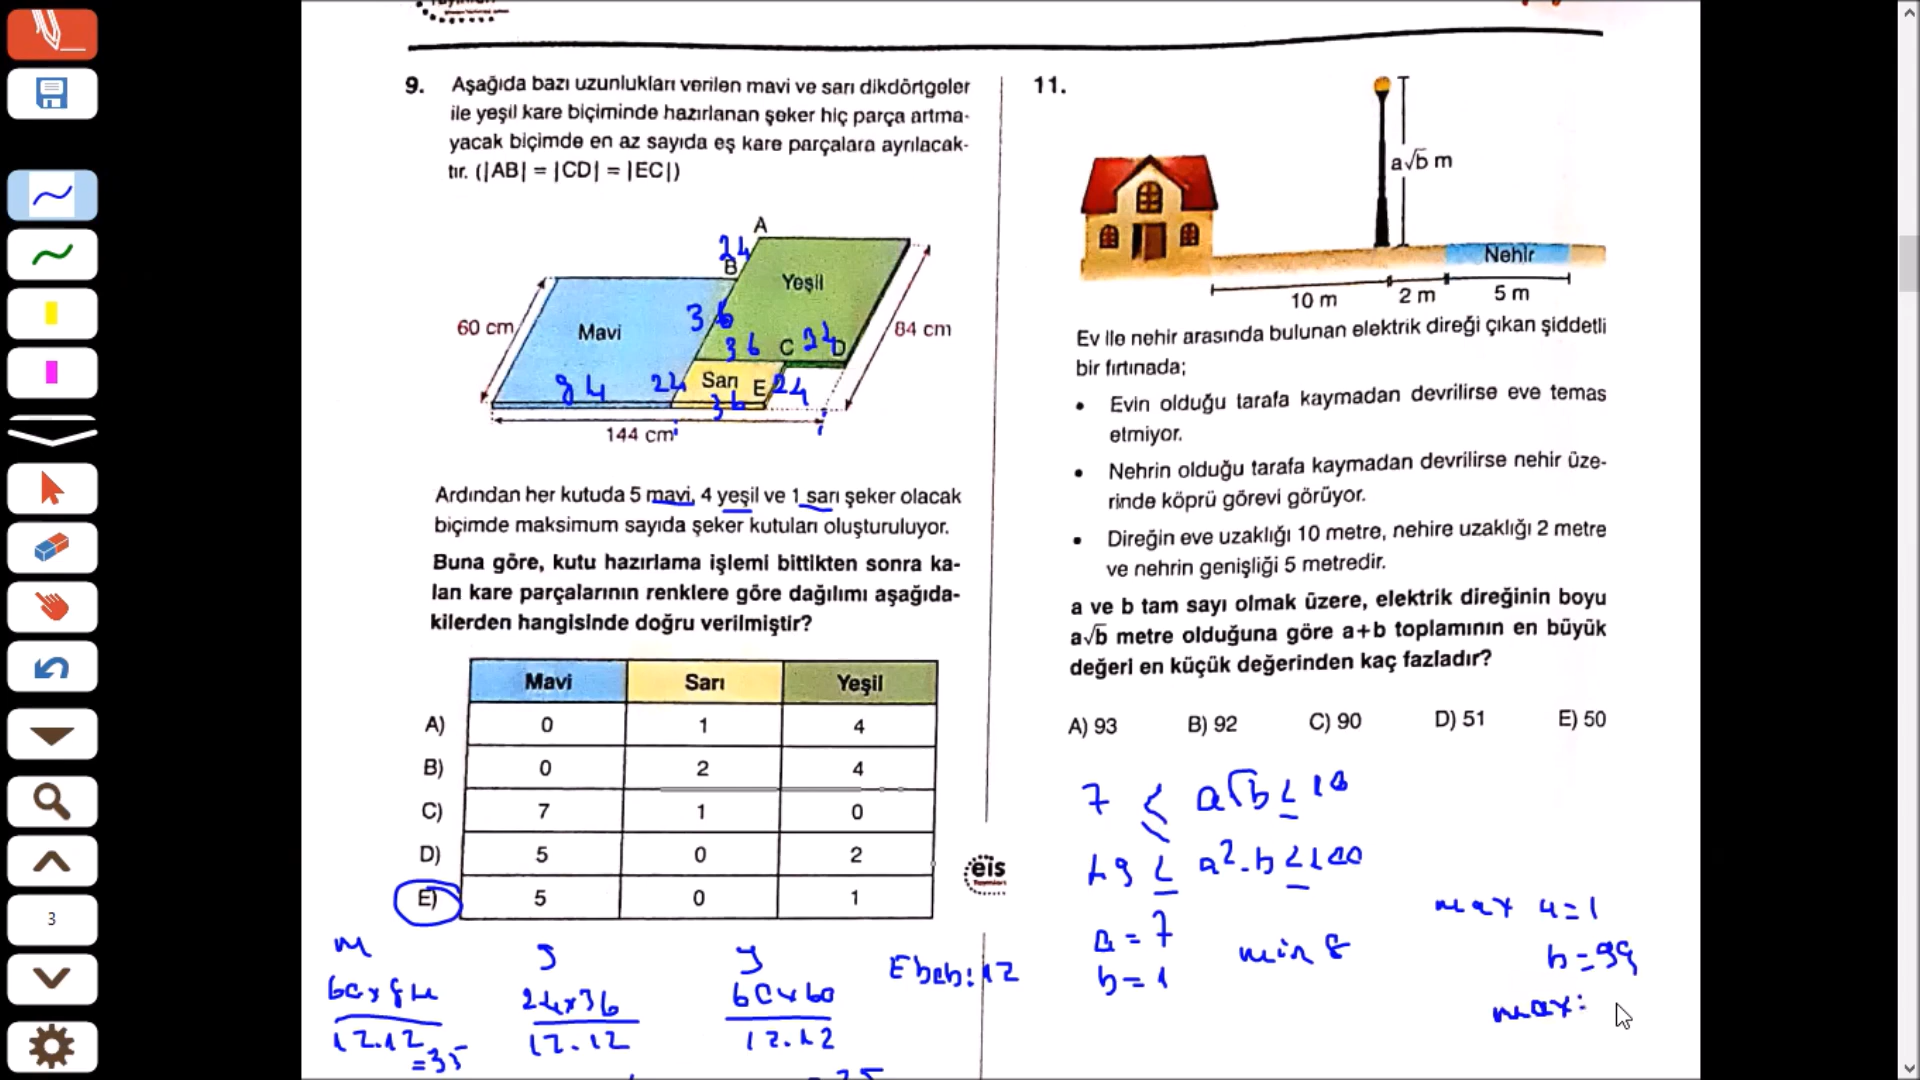 9. Aşağıda bazı uzunlukları verilen mavi ve sarı dikdörtgeler
ile yeşil kare biçiminde hazırlanan şeker hiç parça artma-
yacak biçimde en az sayıda eş kare parçalara ayrılacak-
tır. (|AB| = |CD| = |EC|)
A
24
B
Yeşil
36
60 cm
Mavi
84 cm
36
C
24
D
84
24
Sarı
E
24
36
144 cm
Ardından her kutuda 5 mavi, 4 yeşil ve 1 sarı şeker olacak
biçimde maksimum sayıda şeker kutuları oluşturuluyor.
Buna göre, kutu hazırlama işlemi bittikten sonra ka-
lan kare parçalarının renklere göre dağılımı aşağıda-
kilerden hangisinde doğru verilmiştir?
Mavi Sarı Yeşil
A) 0 1 4
B) 0 2 4
C) 7 1 0
D) 5 0 2
E) 5 0 1
m s y
Ebob: 12
60x84 24x36 60x60
12.12 12.12 12.12
=35
eis
11.
a√b m
Nehir
10 m 2 m 5 m
Ev ile nehir arasında bulunan elektrik direği çıkan şiddetli
bir fırtınada;
• Evin olduğu tarafa kaymadan devrilirse eve temas
etmiyor.
• Nehrin olduğu tarafa kaymadan devrilirse nehir üze-
rinde köprü görevi görüyor.
• Direğin eve uzaklığı 10 metre, nehire uzaklığı 2 metre
ve nehrin genişliği 5 metredir.
a ve b tam sayı olmak üzere, elektrik direğinin boyu
a√b metre olduğuna göre a+b toplamının en büyük
değeri en küçük değerinden kaç fazladır?
A) 93 B) 92 C) 90 D) 51 E) 50
7 ≤ a√b ≤ 10
49 ≤ a².b ≤ 100
a = 7
b = 1
min 8
max a=1
b=99
max:
3